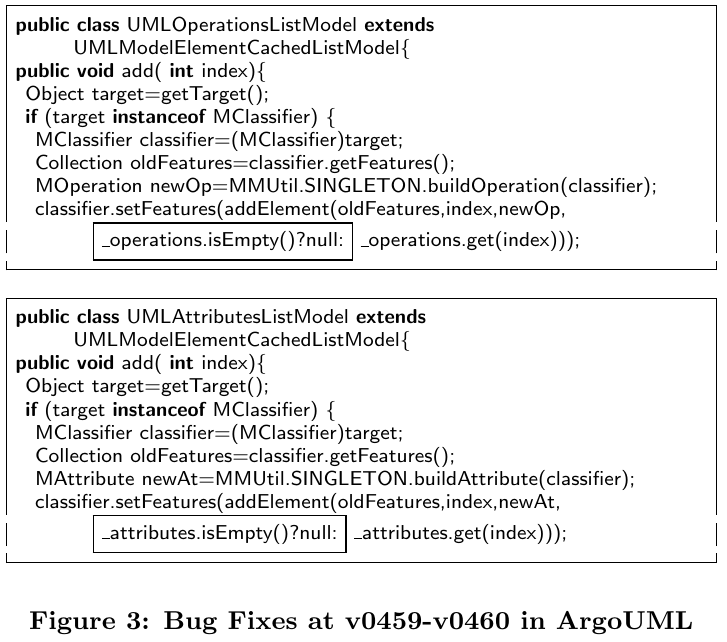 public class UMLOperationsListModel extends
UMLModelElementCachedListModel{
public void add( int index){
Object target=getTarget();
if (target instanceof MClassifier) {
MClassifier classifier=(MClassifier)target;
Collection oldFeatures=classifier.getFeatures();
MOperation newOp=MMUtil.SINGLETON.buildOperation(classifier);
classifier.setFeatures(addElement(oldFeatures,index,newOp,
_operations.isEmpty()?null: _operations.get(index)));
public class UMLAttributesListModel extends
UMLModelElementCachedListModel{
public void add( int index){
Object target=getTarget();
if (target instanceof MClassifier) {
MClassifier classifier=(MClassifier)target;
Collection oldFeatures=classifier.getFeatures();
MAttribute newAt=MMUtil.SINGLETON.buildAttribute(classifier);
classifier.setFeatures(addElement(oldFeatures,index,newAt,
_attributes.isEmpty()?null: _attributes.get(index)));
Figure 3: Bug Fixes at v0459-v0460 in ArgoUML